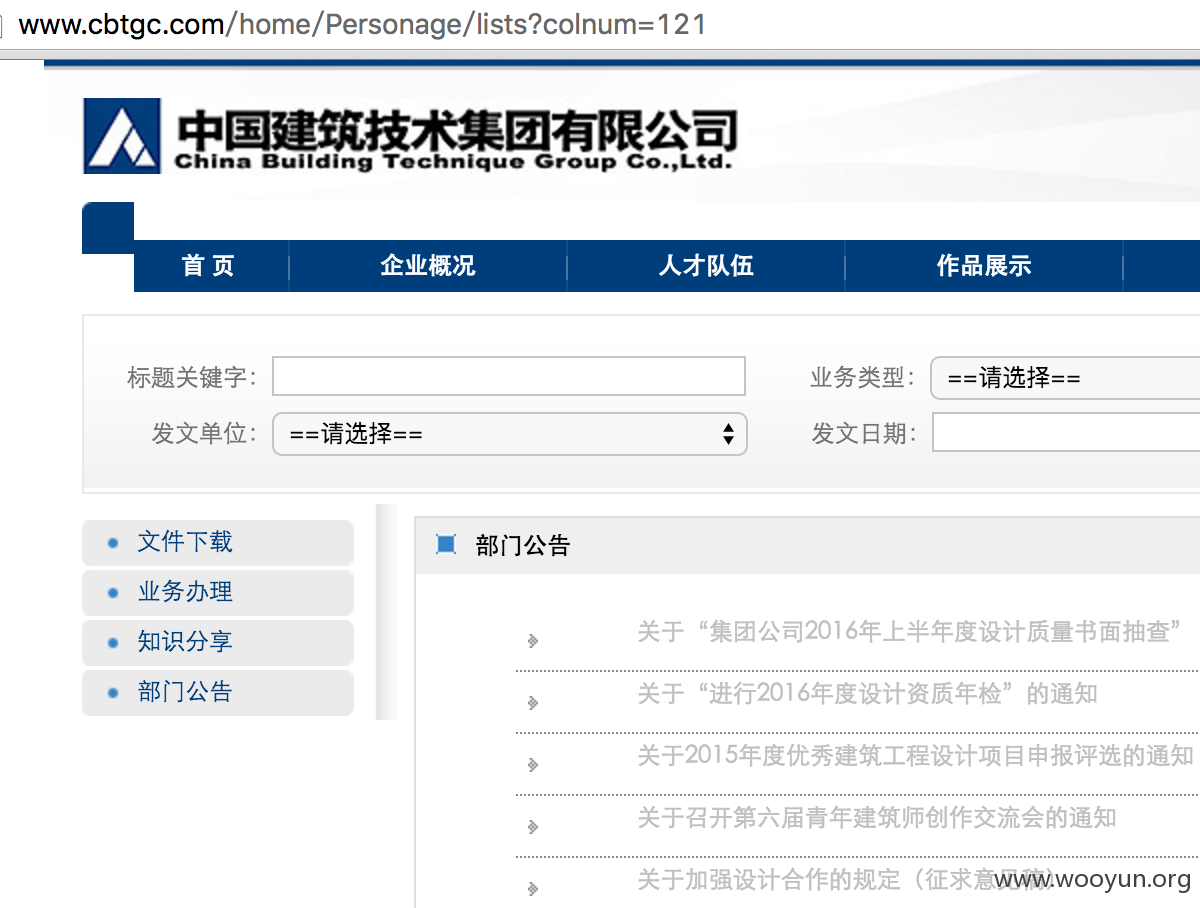 www.cbtgc.com/home/Personage/lists?colnum=121
中国建筑技术集团有限公司
China Building Technique Group Co.,Ltd.
首 页 企业概况 人才队伍 作品展示
标题关键字： 业务类型： ==请选择==
发文单位： ==请选择== 发文日期：
文件下载
业务办理
知识分享
部门公告
部门公告
关于“集团公司2016年上半年度设计质量书面抽查”
关于“进行2016年度设计资质年检”的通知
关于2015年度优秀建筑工程设计项目申报评选的通知
关于召开第六届青年建筑师创作交流会的通知
关于加强设计合作的规定（征求意见稿）
www.wooyun.org